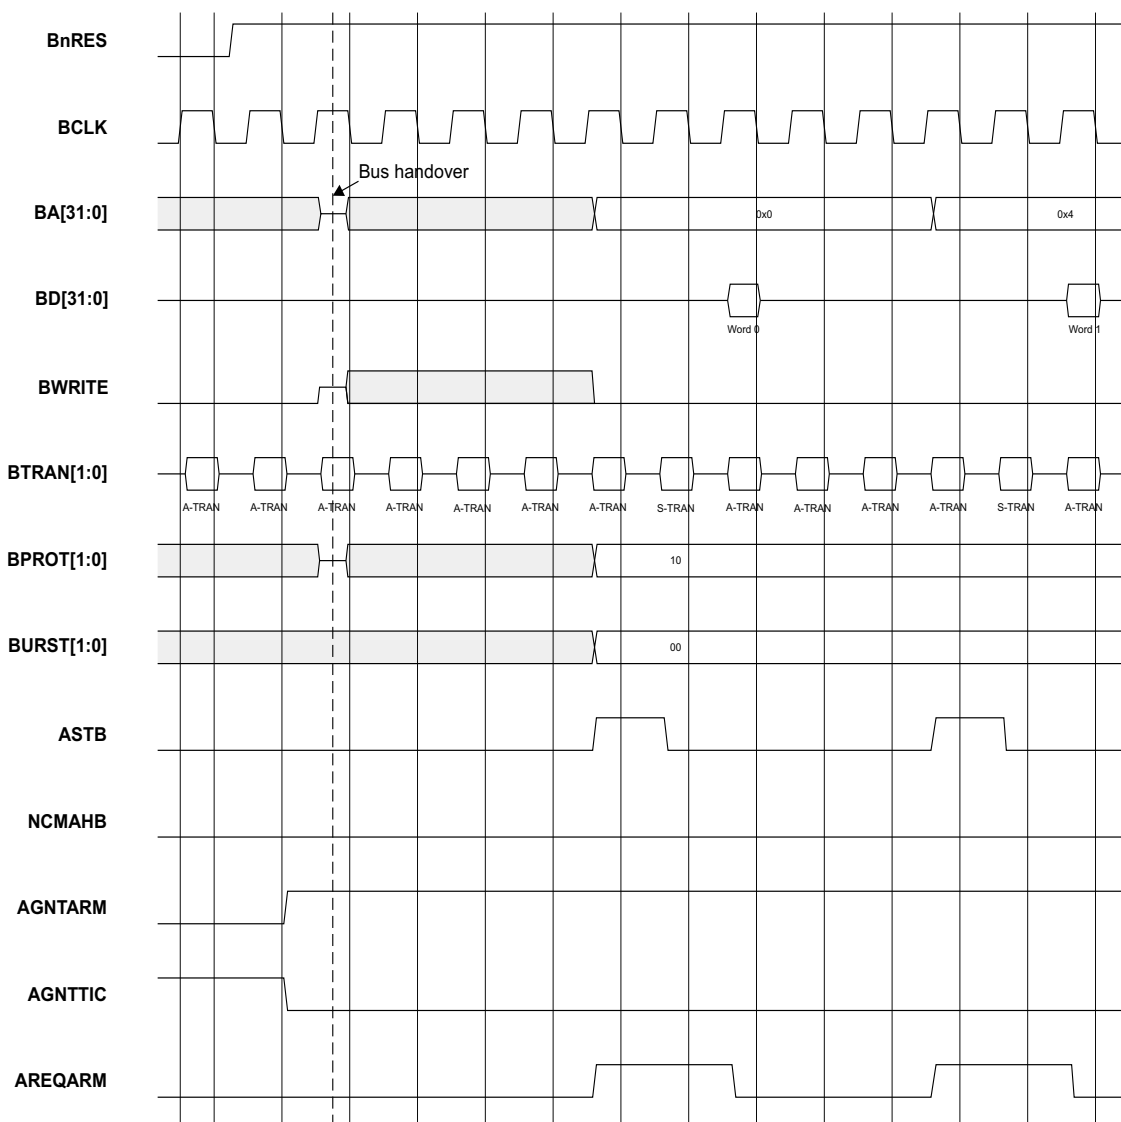 BnRES
BCLK
Bus handover
BA[31:0]
0x0
0x4
BD[31:0]
Word 0
Word 1
BWRITE
BTRAN[1:0]
A-TRAN A-TRAN A-TRAN A-TRAN A-TRAN A-TRAN A-TRAN S-TRAN A-TRAN A-TRAN A-TRAN A-TRAN S-TRAN A-TRAN
BPROT[1:0]
10
BURST[1:0]
00
ASTB
NCMAHB
AGNTARM
AGNTTIC
AREQARM